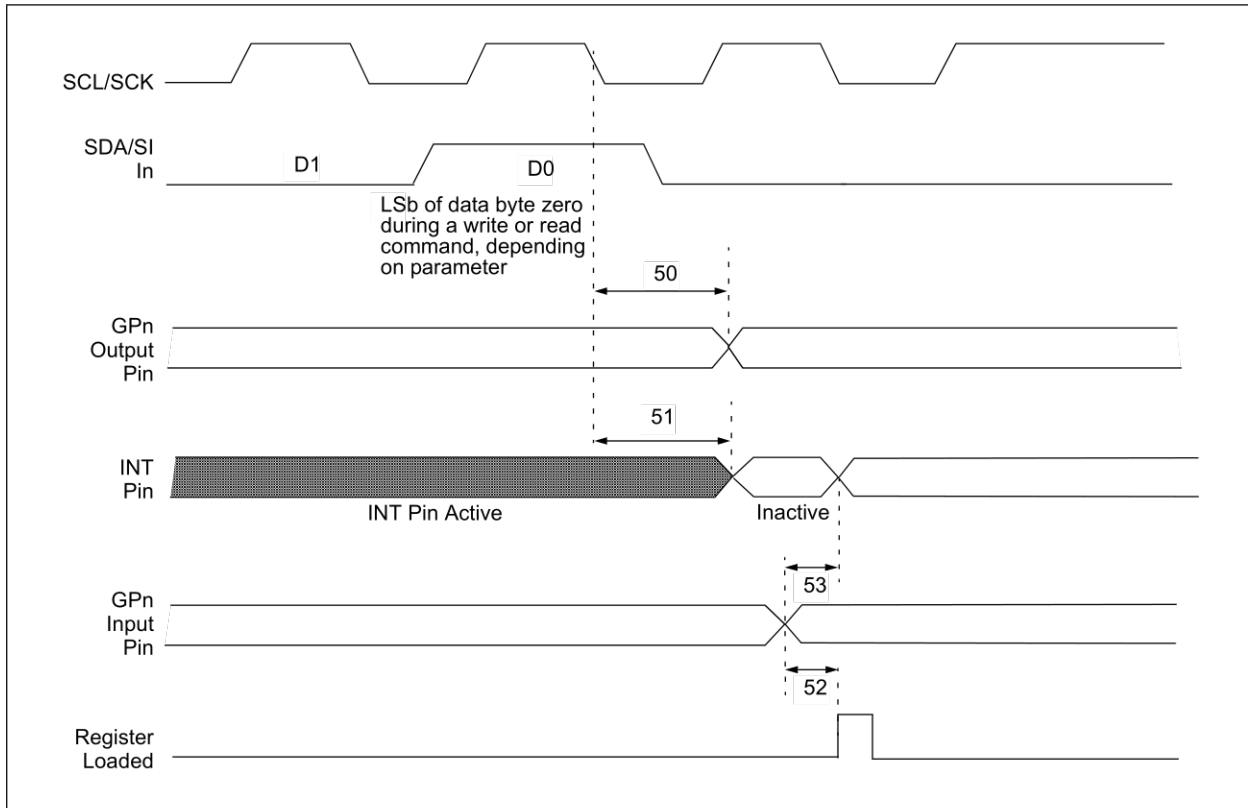 SCL/SCK
SDA/SI
In
D1
D0
LSb of data byte zero
during a write or read
command, depending
on parameter
50
GPn
Output
Pin
51
INT
Pin
INT Pin Active
Inactive
53
GPn
Input
Pin
52
Register
Loaded